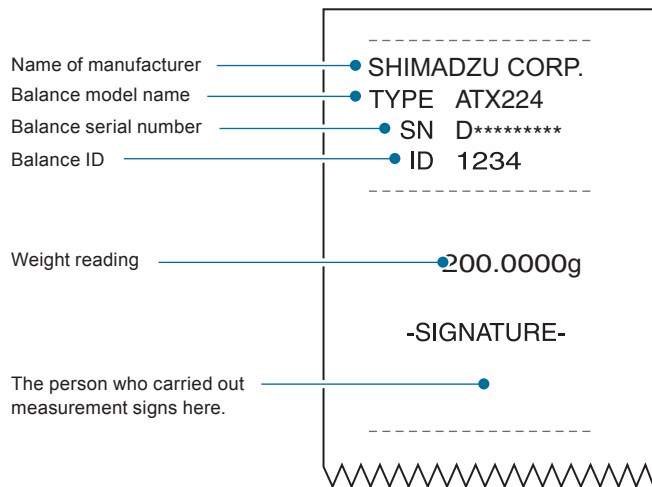 Name of manufacturer
SHIMADZU CORP.
Balance model name
TYPE ATX224
Balance serial number
SN D*********
Balance ID
ID 1234
Weight reading
200.0000g
-SIGNATURE-
The person who carried out
measurement signs here.